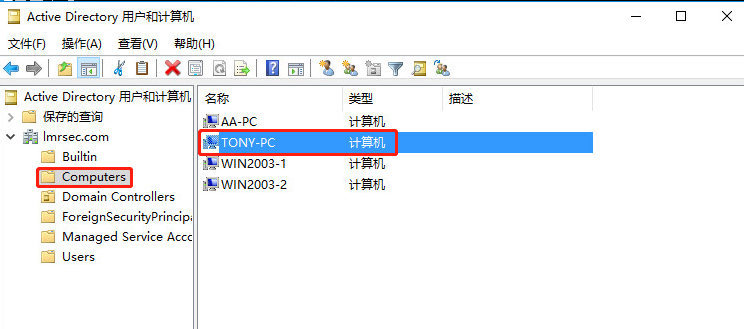 Active Directory 用户和计算机
文件(F) 操作(A) 查看(V) 帮助(H)
Active Directory 用户和计算机
保存的查询
lmrsec.com
Builtin
Computers
Domain Controllers
ForeignSecurityPrincipa
Managed Service Acco
Users
名称 类型 描述
AA-PC 计算机
TONY-PC 计算机
WIN2003-1 计算机
WIN2003-2 计算机